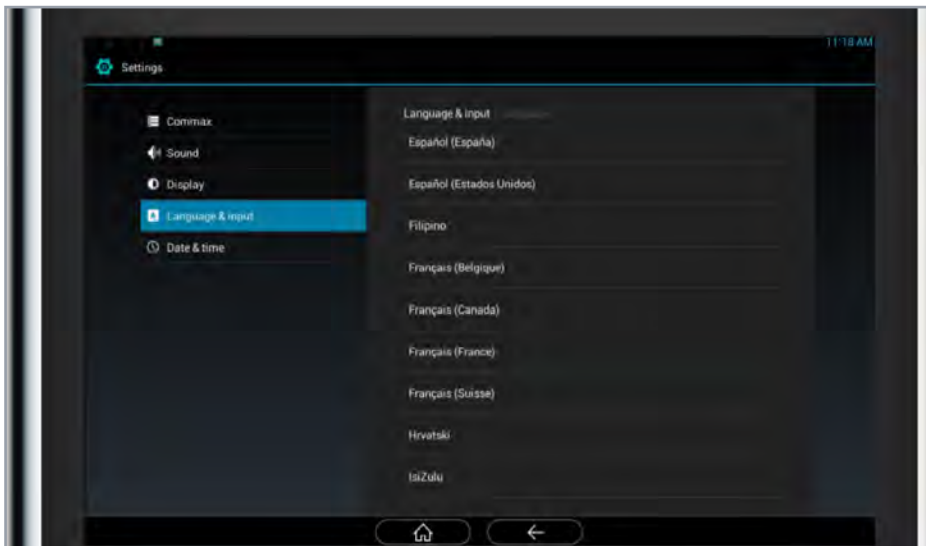 11:18 AM
Settings
Commax
Sound
Display
Language & input
Date & time
Language & input
Español (España)
Español (Estados Unidos)
Filipino
Français (Belgique)
Français (Canada)
Français (France)
Français (Suisse)
Hrvatski
IsiZulu